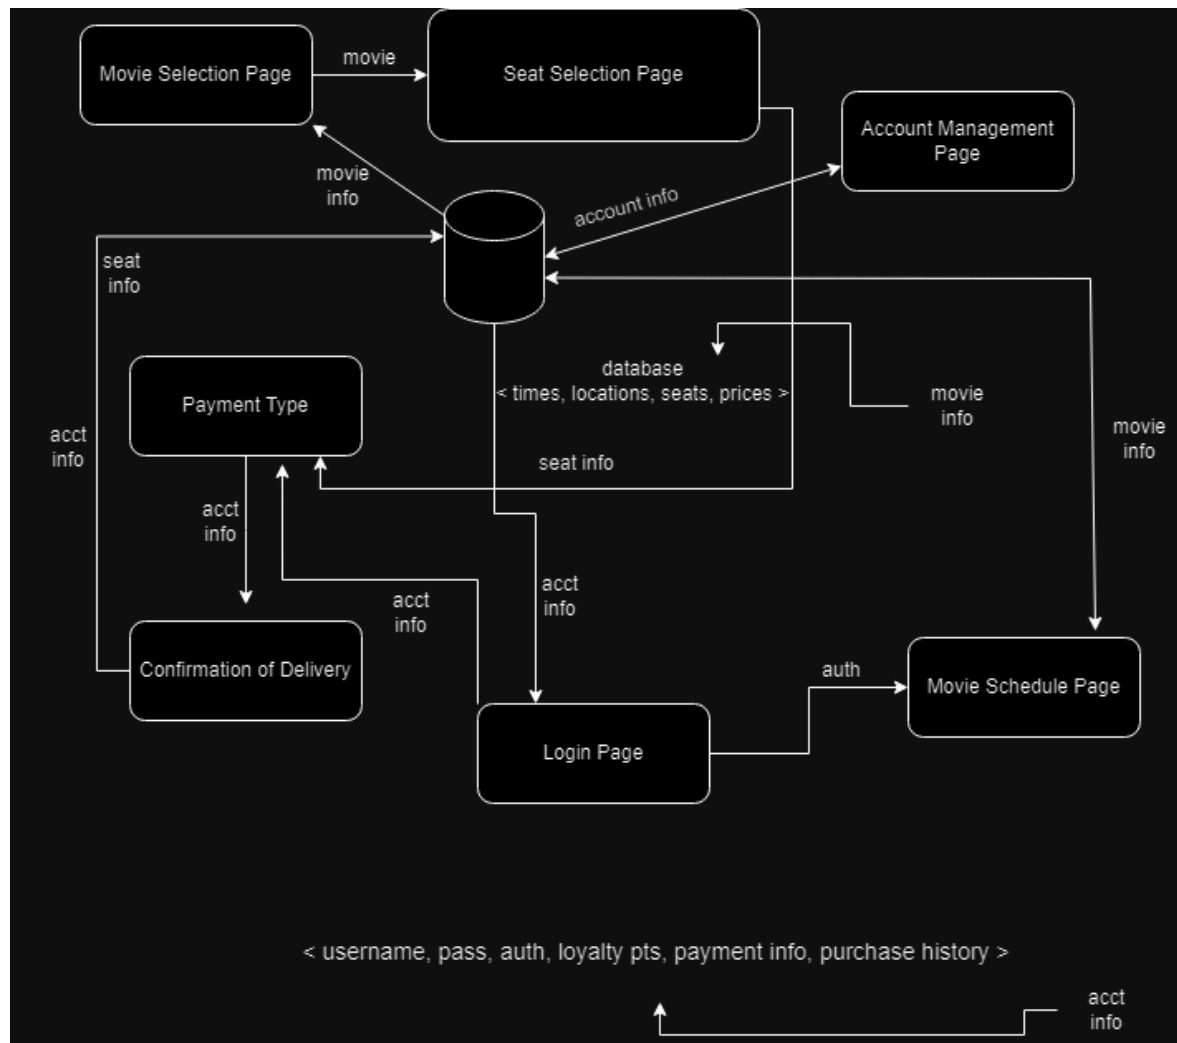 Movie Selection Page
movie
Seat Selection Page
Account Management
Page
movie
info
account info
seat
info
database
< times, locations, seats, prices >
Payment Type
movie
info
movie
info
acct
info
seat info
acct
info
acct
info
acct
info
Confirmation of Delivery
auth
Movie Schedule Page
Login Page
< username, pass, auth, loyalty pts, payment info, purchase history >
acct
info